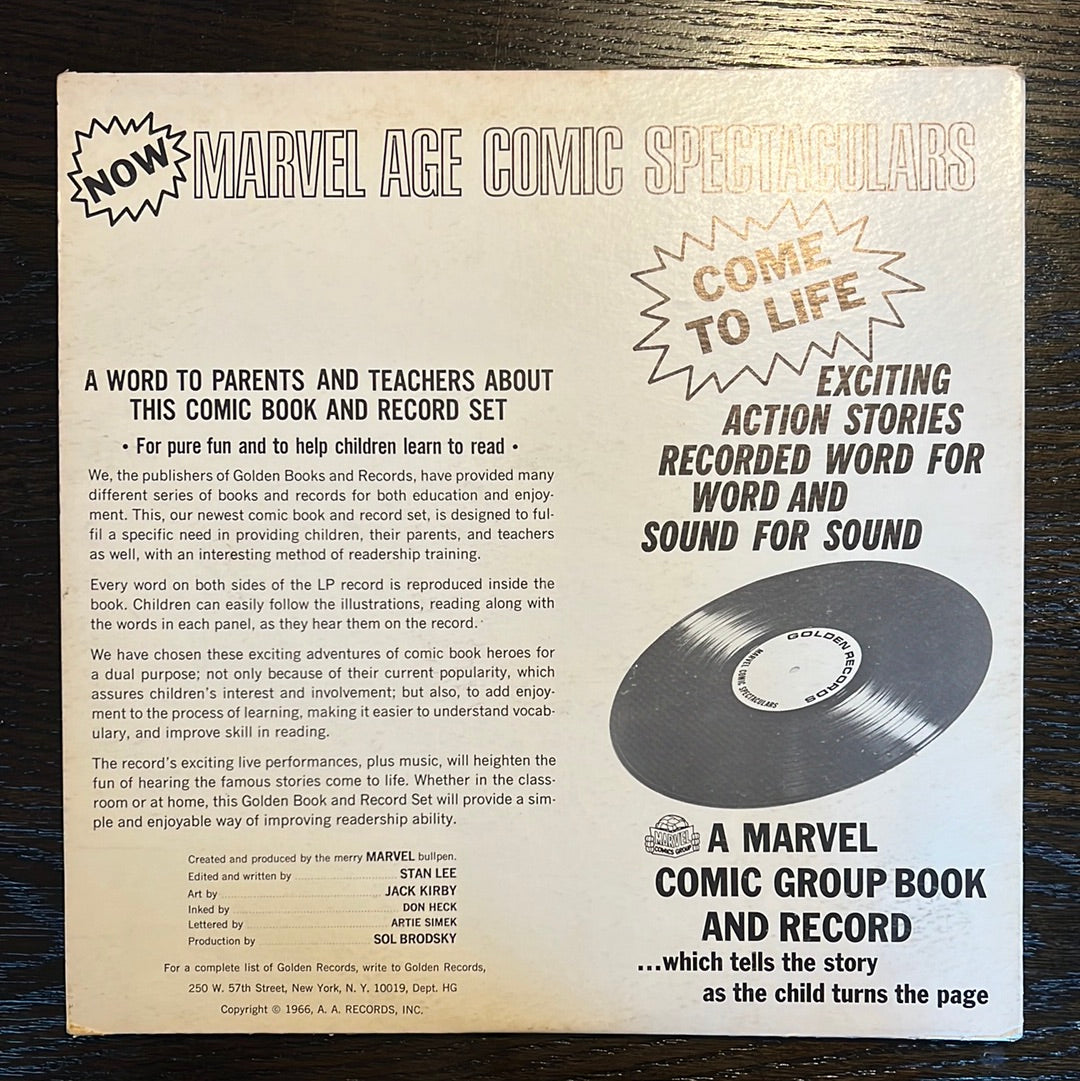 NOW MARVEL AGE COMIC SPECTACULARS
COME
TO LIFE
EXCITING
ACTION STORIES
RECORDED WORD FOR
WORD AND
SOUND FOR SOUND
A WORD TO PARENTS AND TEACHERS ABOUT
THIS COMIC BOOK AND RECORD SET
• For pure fun and to help children learn to read •
We, the publishers of Golden Books and Records, have provided many
different series of books and records for both education and enjoy-
ment. This, our newest comic book and record set, is designed to ful-
fil a specific need in providing children, their parents, and teachers
as well, with an interesting method of readership training.
Every word on both sides of the LP record is reproduced inside the
book. Children can easily follow the illustrations, reading along with
the words in each panel, as they hear them on the record.
We have chosen these exciting adventures of comic book heroes for
a dual purpose; not only because of their current popularity, which
assures children's interest and involvement; but also, to add enjoy-
ment to the process of learning, making it easier to understand vocab-
ulary, and improve skill in reading.
The record's exciting live performances, plus music, will heighten the
fun of hearing the famous stories come to life. Whether in the class-
room or at home, this Golden Book and Record Set will provide a sim-
ple and enjoyable way of improving readership ability.
Created and produced by the merry MARVEL bullpen.
Edited and written by STAN LEE
Art by JACK KIRBY
Inked by DON HECK
Lettered by ARTIE SIMEK
Production by SOL BRODSKY
For a complete list of Golden Records, write to Golden Records,
250 W. 57th Street, New York, N. Y. 10019, Dept. HG
Copyright © 1966, A. A. RECORDS, INC.
GOLDEN RECORDS
MARVEL COMIC SPECTACULARS
MARVEL
COMICS GROUP
A MARVEL
COMIC GROUP BOOK
AND RECORD
...which tells the story
as the child turns the page